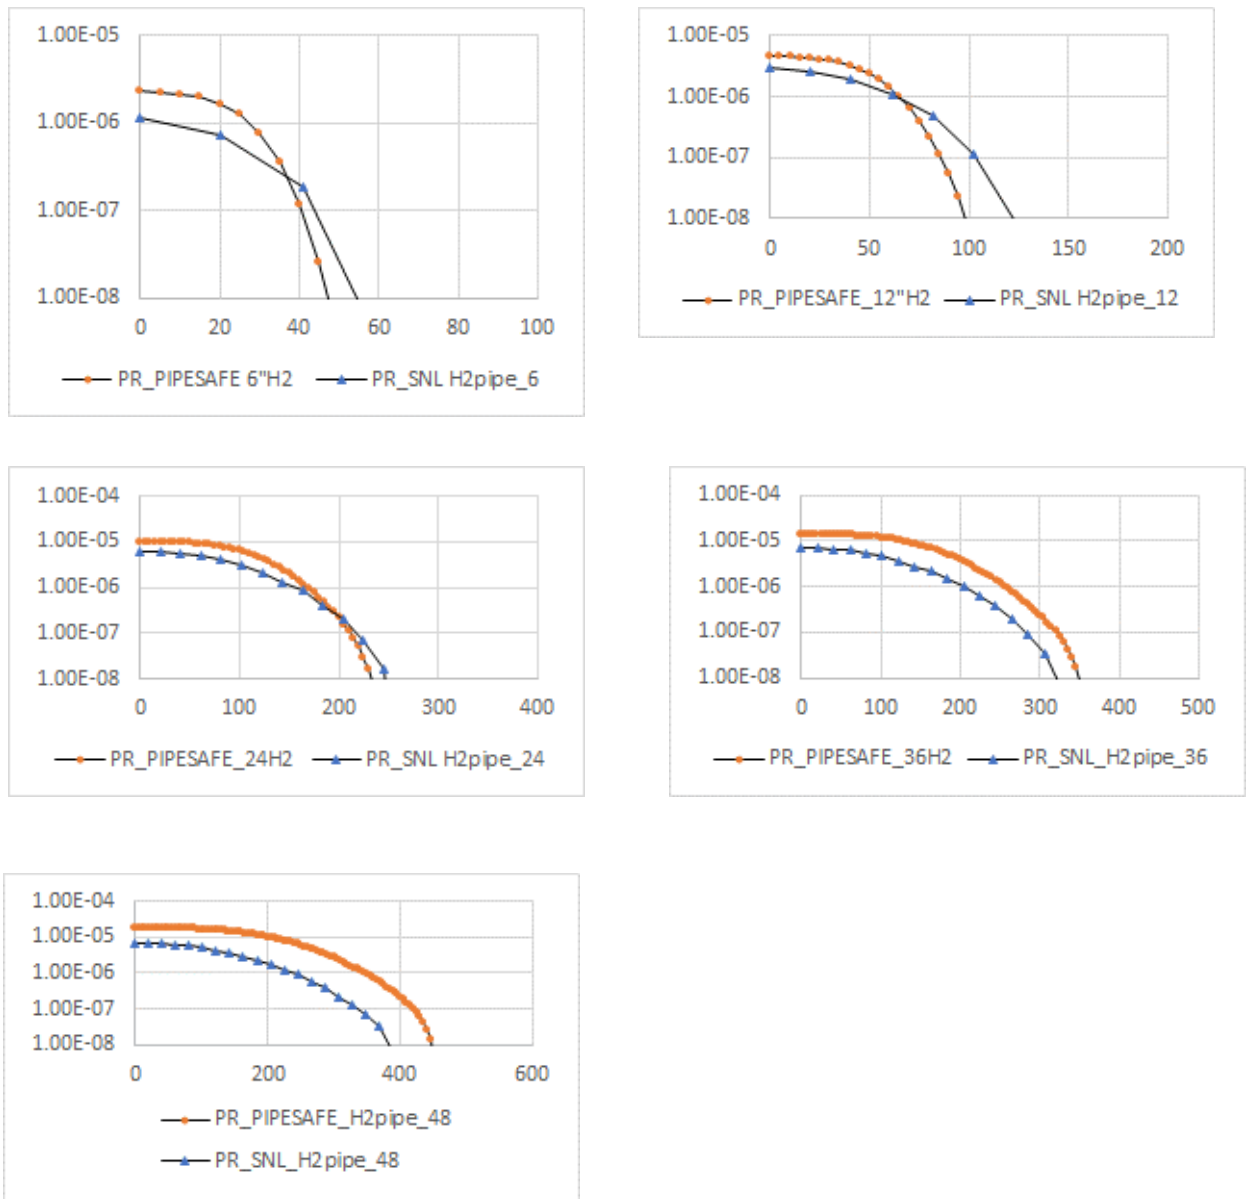 1.00E-05
1.00E-06
1.00E-07
1.00E-08
0 20 40 60 80 100
PR_PIPESAFE 6"H2 PR_SNL H2pipe_6
1.00E-05
1.00E-06
1.00E-07
1.00E-08
0 50 100 150 200
PR_PIPESAFE_12"H2 PR_SNL H2pipe_12
1.00E-04
1.00E-05
1.00E-06
1.00E-07
1.00E-08
0 100 200 300 400
PR_PIPESAFE_24H2 PR_SNL H2pipe_24
1.00E-04
1.00E-05
1.00E-06
1.00E-07
1.00E-08
0 100 200 300 400 500
PR_PIPESAFE_36H2 PR_SNL_H2pipe_36
1.00E-04
1.00E-05
1.00E-06
1.00E-07
1.00E-08
0 200 400 600
PR_PIPESAFE_H2pipe_48
PR_SNL_H2pipe_48